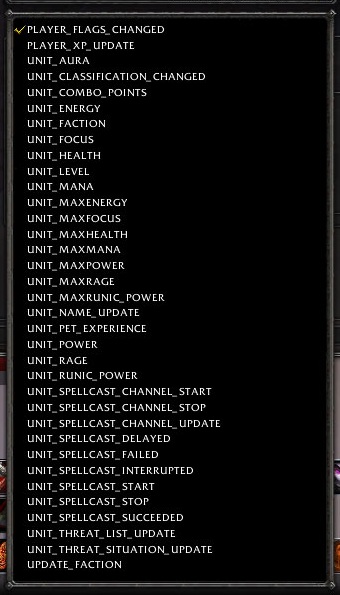 PLAYER_FLAGS_CHANGED
PLAYER_XP_UPDATE
UNIT_AURA
UNIT_CLASSIFICATION_CHANGED
UNIT_COMBO_POINTS
UNIT_ENERGY
UNIT_FACTION
UNIT_FOCUS
UNIT_HEALTH
UNIT_LEVEL
UNIT_MANA
UNIT_MAXENERGY
UNIT_MAXFOCUS
UNIT_MAXHEALTH
UNIT_MAXMANA
UNIT_MAXPOWER
UNIT_MAXRAGE
UNIT_MAXRUNIC_POWER
UNIT_NAME_UPDATE
UNIT_PET_EXPERIENCE
UNIT_POWER
UNIT_RAGE
UNIT_RUNIC_POWER
UNIT_SPELLCAST_CHANNEL_START
UNIT_SPELLCAST_CHANNEL_STOP
UNIT_SPELLCAST_CHANNEL_UPDATE
UNIT_SPELLCAST_DELAYED
UNIT_SPELLCAST_FAILED
UNIT_SPELLCAST_INTERRUPTED
UNIT_SPELLCAST_START
UNIT_SPELLCAST_STOP
UNIT_SPELLCAST_SUCCEEDED
UNIT_THREAT_LIST_UPDATE
UNIT_THREAT_SITUATION_UPDATE
UPDATE_FACTION